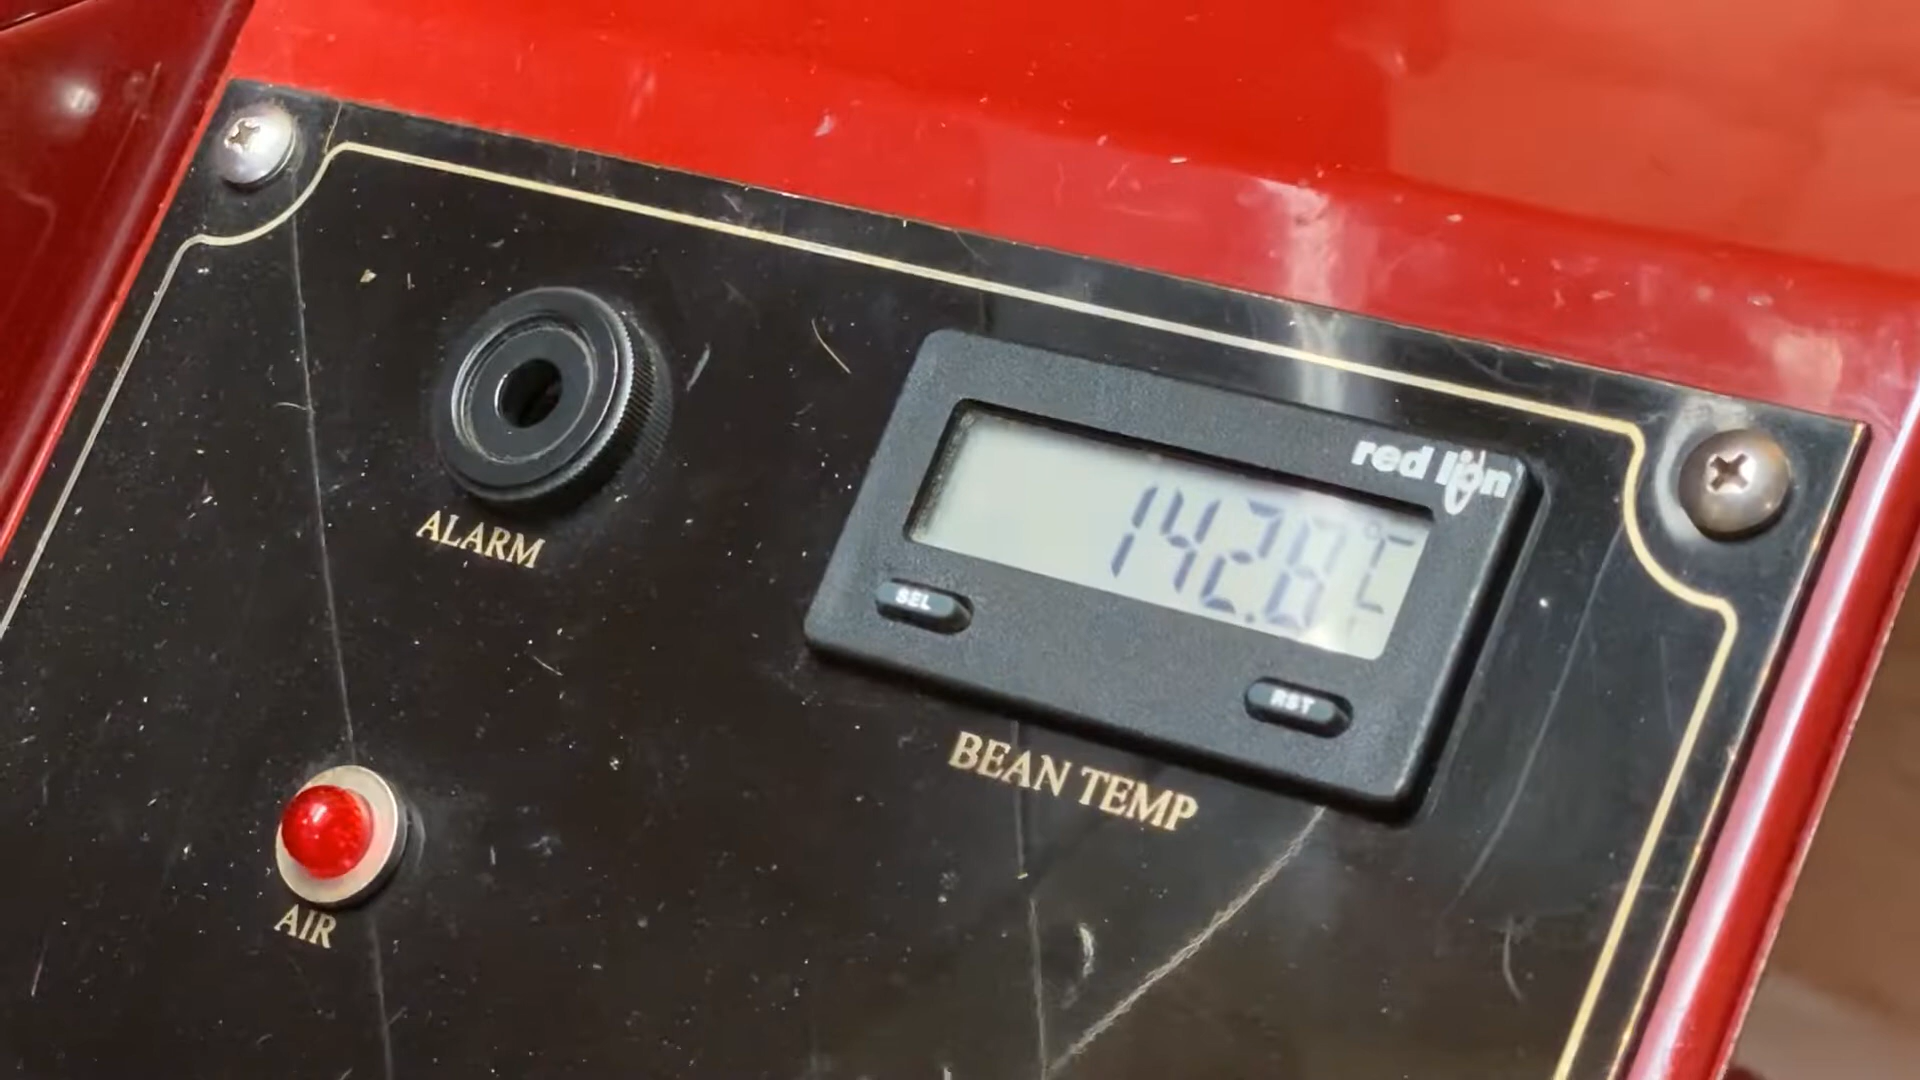 red lion
142.8°C
SEL
RST
ALARM
BEAN TEMP
AIR